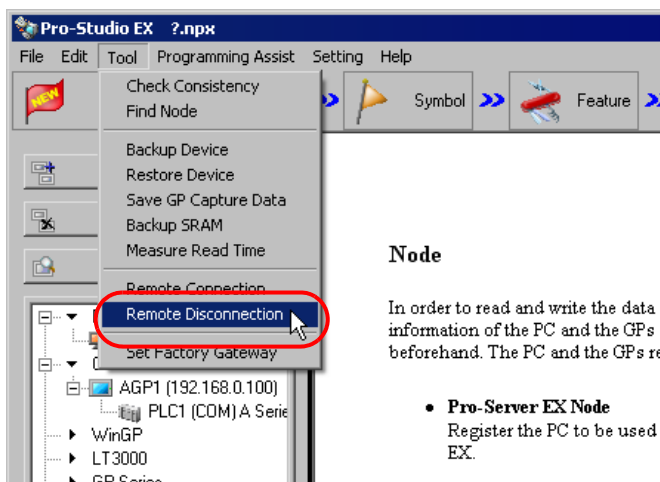 Pro-Studio EX ?.npx
File Edit Tool Programming Assist Setting Help
NEW
Symbol
Feature
Check Consistency
Find Node
Backup Device
Restore Device
Save GP Capture Data
Backup SRAM
Measure Read Time
Remote Connection
Remote Disconnection
Set Factory Gateway
AGP1 (192.168.0.100)
PLC1 (COM) A Serie
WinGP
LT3000
GP Series
Node
In order to read and write the data
information of the PC and the GPs
beforehand. The PC and the GPs re
• Pro-Server EX Node
Register the PC to be used
EX.